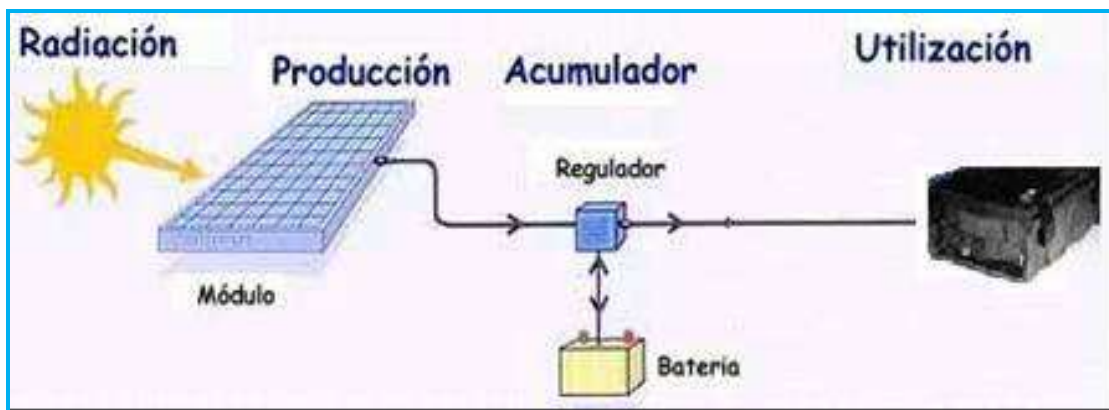 Radiación
Producción
Acumulador
Utilización
Regulador
Módulo
Bateria